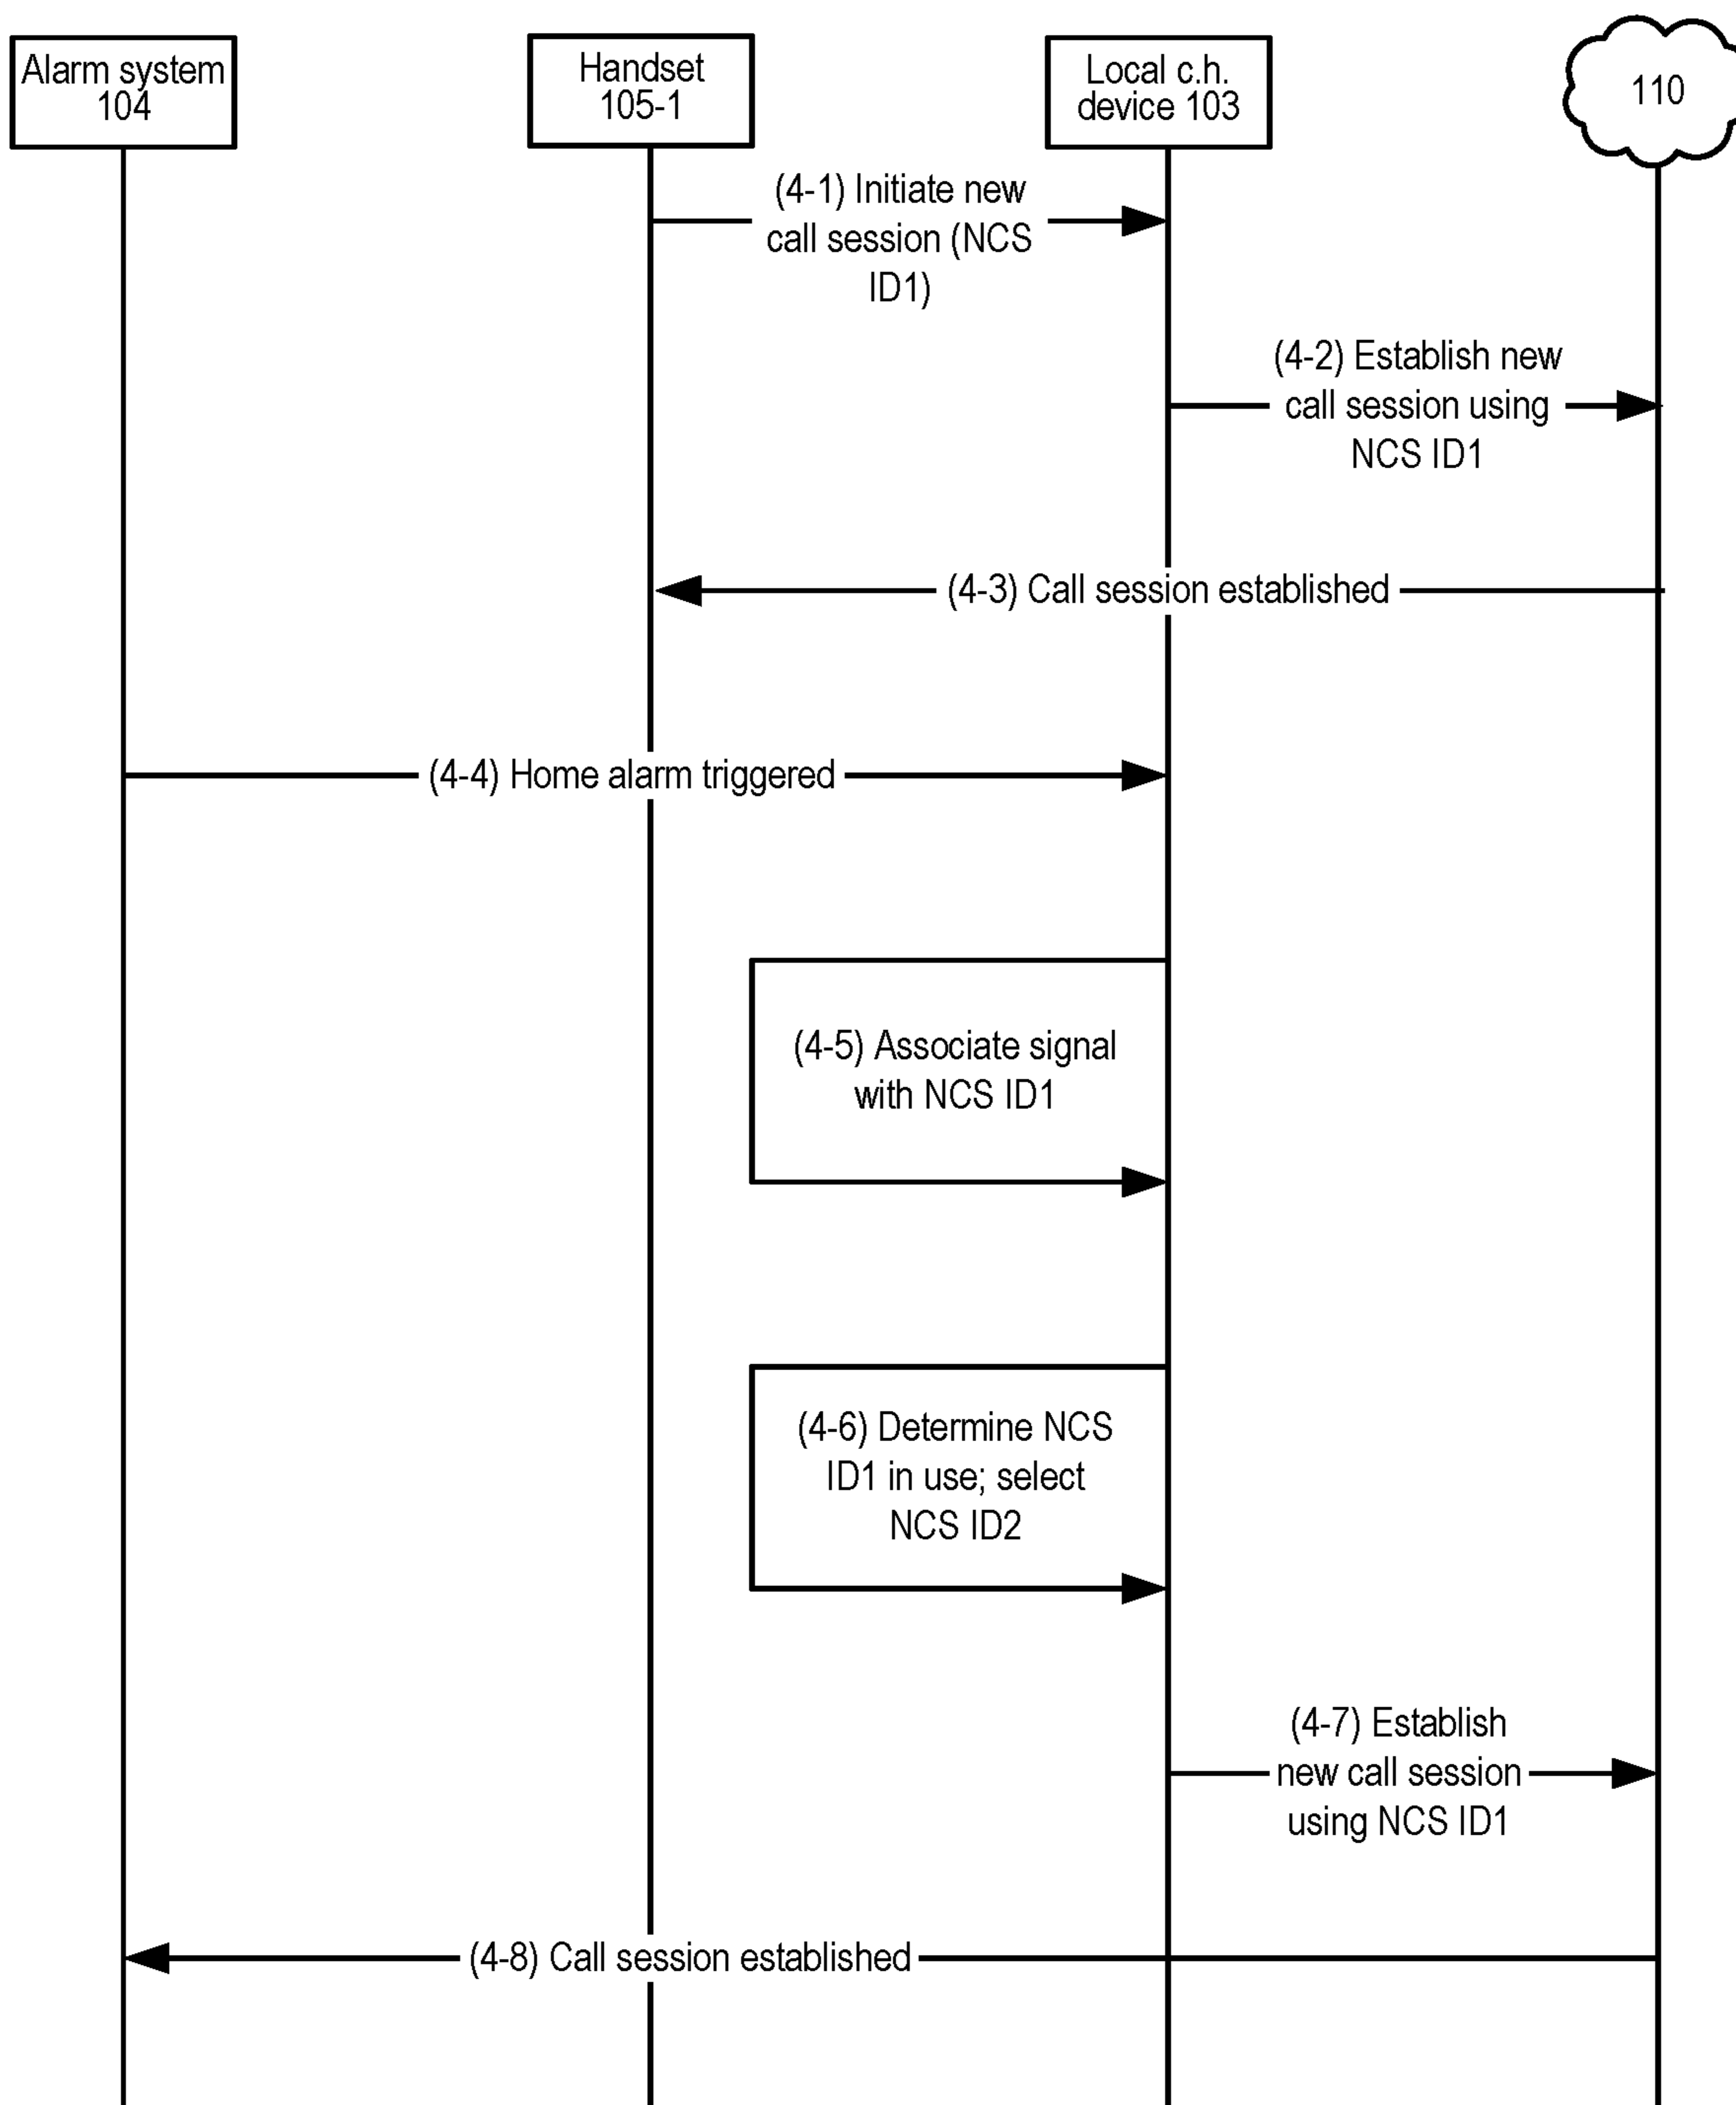 Alarm system
104
Handset
105-1
Local c.h.
device 103
110
(4-1) Initiate new
call session (NCS
ID1)
(4-2) Establish new
call session using
NCS ID1
(4-3) Call session established
(4-4) Home alarm triggered
(4-5) Associate signal
with NCS ID1
(4-6) Determine NCS
ID1 in use; select
NCS ID2
(4-7) Establish
new call session
using NCS ID1
(4-8) Call session established